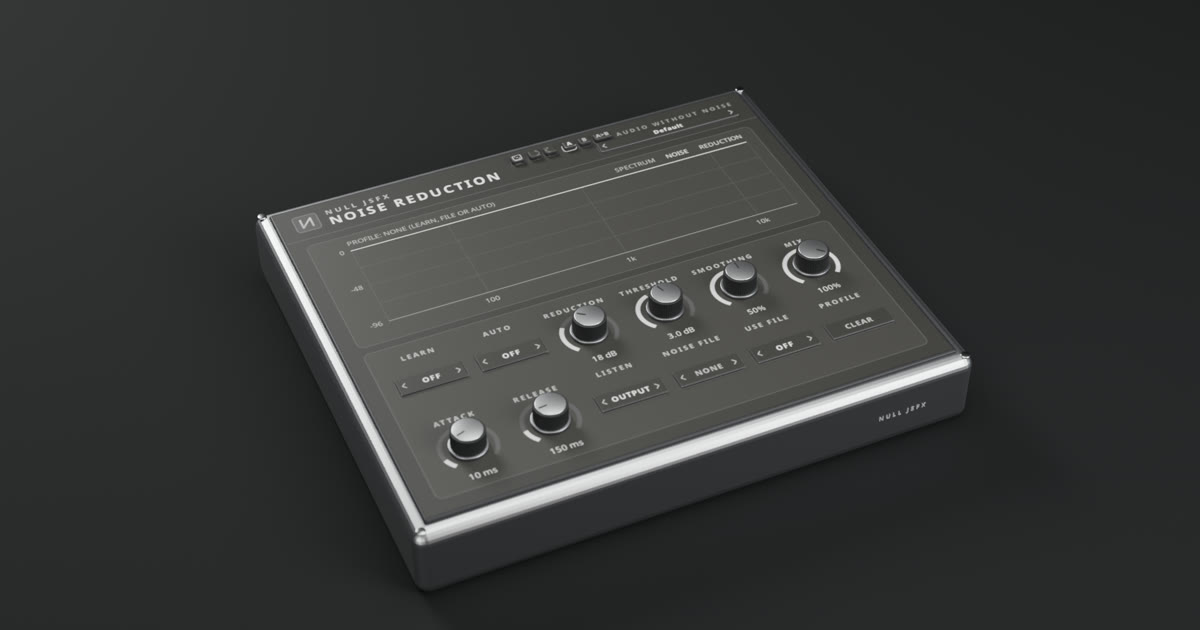 NULL JSFX
NOISE REDUCTION
A
B
A>B
AUDIO WITHOUT NOISE
< Default >
PROFILE: NONE (LEARN, FILE OR AUTO)
SPECTRUM NOISE REDUCTION
0
-48
-96
100
1k
10k
LEARN
< OFF >
AUTO
< OFF >
REDUCTION
18 dB
THRESHOLD
3.0 dB
SMOOTHING
50%
MIX
100%
ATTACK
10 ms
RELEASE
150 ms
LISTEN
< OUTPUT >
NOISE FILE
< NONE >
USE FILE
< OFF >
PROFILE
CLEAR
NULL JSFX